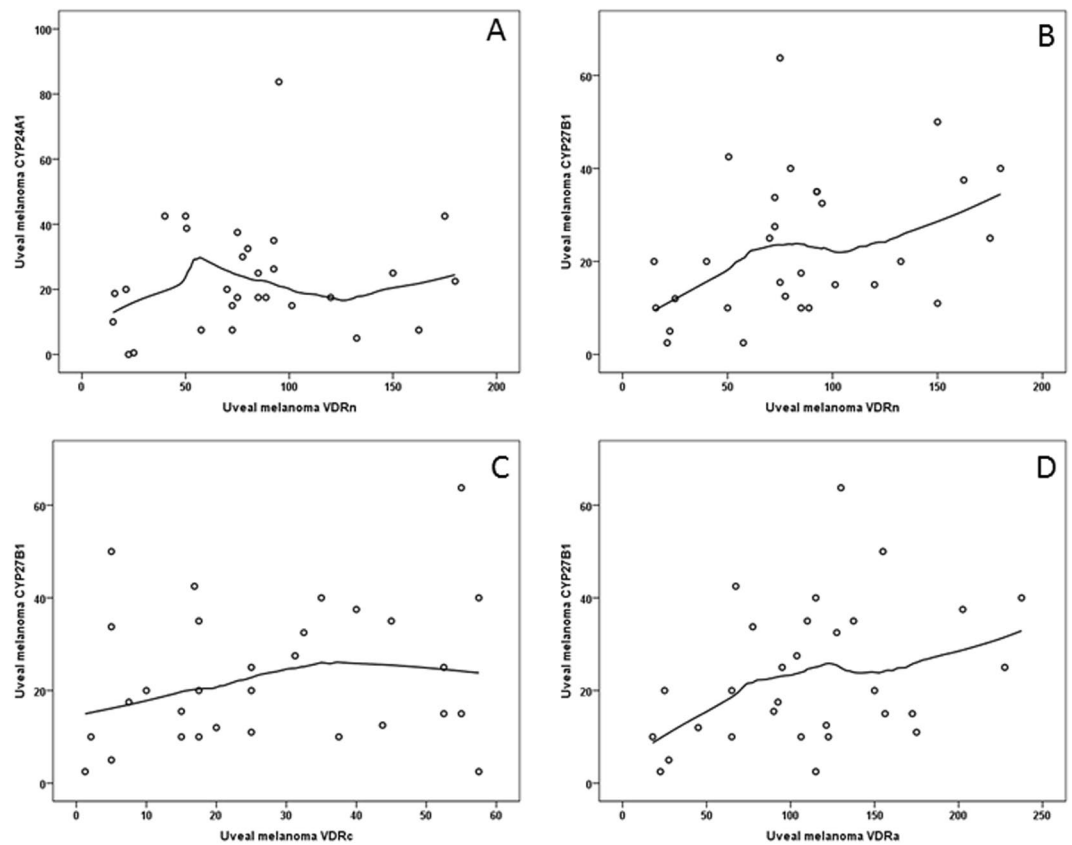 A
Uveal melanoma CYP24A1
100
80
60
40
20
0
0 50 100 150 200
Uveal melanoma VDRn
B
Uveal melanoma CYP27B1
60
40
20
0
0 50 100 150 200
Uveal melanoma VDRn
C
Uveal melanoma CYP27B1
60
40
20
0
0 10 20 30 40 50 60
Uveal melanoma VDRc
D
Uveal melanoma CYP27B1
60
40
20
0
0 50 100 150 200 250
Uveal melanoma VDRa